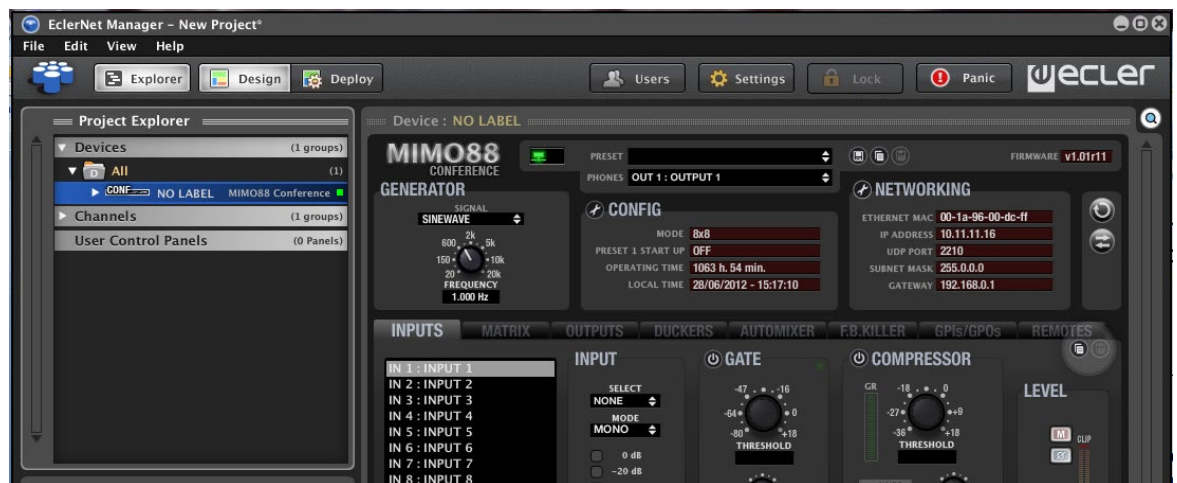 EclerNet Manager - New Project*
File Edit View Help
Explorer Design Deploy Users Settings Lock Panic ECLER
Project Explorer
Devices (1 groups)
D All (1)
CONF NO LABEL MIMO88 Conference
Channels (1 groups)
User Control Panels (0 Panels)
Device : NO LABEL
MIMO88
CONFERENCE
PRESET
PHONES OUT 1 : OUTPUT 1
FIRMWARE v1.01r11
GENERATOR
SIGNAL
SINEWAVE
2k
600 5k
150 10k
20 20k
FREQUENCY
1.000 Hz
CONFIG
MODE 8x8
PRESET 1 START UP OFF
OPERATING TIME 1063 h. 54 min.
LOCAL TIME 28/06/2012 - 15:17:10
NETWORKING
ETHERNET MAC 00-1a-96-00-dc-ff
IP ADDRESS 10.11.11.16
UDP PORT 2210
SUBNET MASK 255.0.0.0
GATEWAY 192.168.0.1
INPUTS MATRIX OUTPUTS DUCKERS AUTOMIXER F.B.KILLER GPIs/GPOs REMOTES
IN 1 : INPUT 1
IN 2 : INPUT 2
IN 3 : INPUT 3
IN 4 : INPUT 4
IN 5 : INPUT 5
IN 6 : INPUT 6
IN 7 : INPUT 7
IN 8 : INPUT 8
INPUT
SELECT
NONE
MODE
MONO
0 dB
-20 dB
GATE
-47 -16
-64 0
-80 +18
THRESHOLD
COMPRESSOR
GR
-18 0
-27 +9
-36 +18
THRESHOLD
LEVEL
M CLIP
Ø